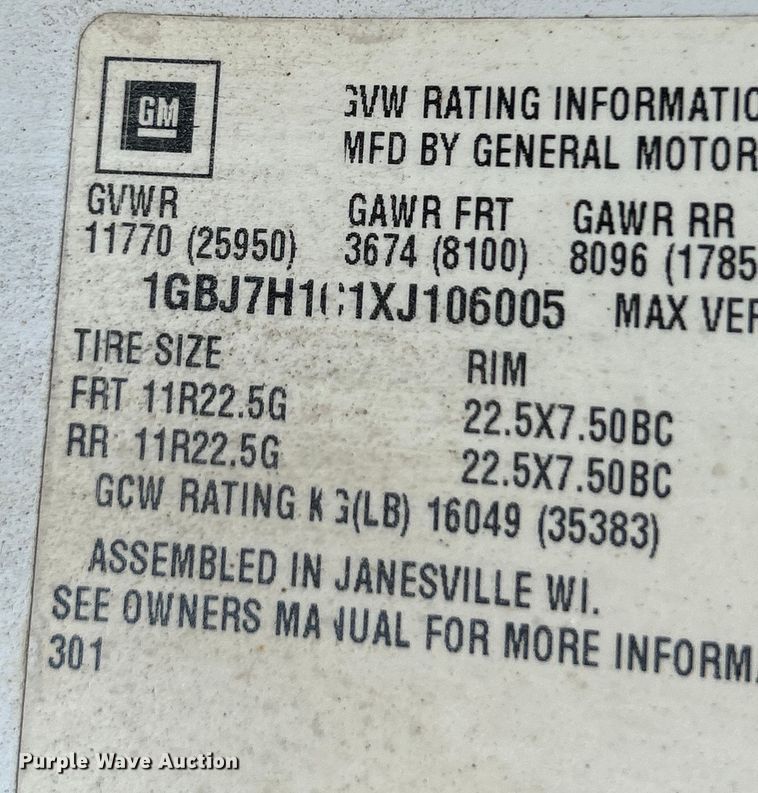 GM
GVW RATING INFORMATIO
MFD BY GENERAL MOTOR
GVWR GAWR FRT GAWR RR
11770 (25950) 3674 (8100) 8096 (1785
1GBJ7H1C1XJ106005 MAX VER
TIRE SIZE RIM
FRT 11R22.5G 22.5X7.50BC
RR 11R22.5G 22.5X7.50BC
GCW RATING KG(LB) 16049 (35383)
ASSEMBLED IN JANESVILLE WI.
SEE OWNERS MANUAL FOR MORE INFORMA
301
Purple Wave Auction